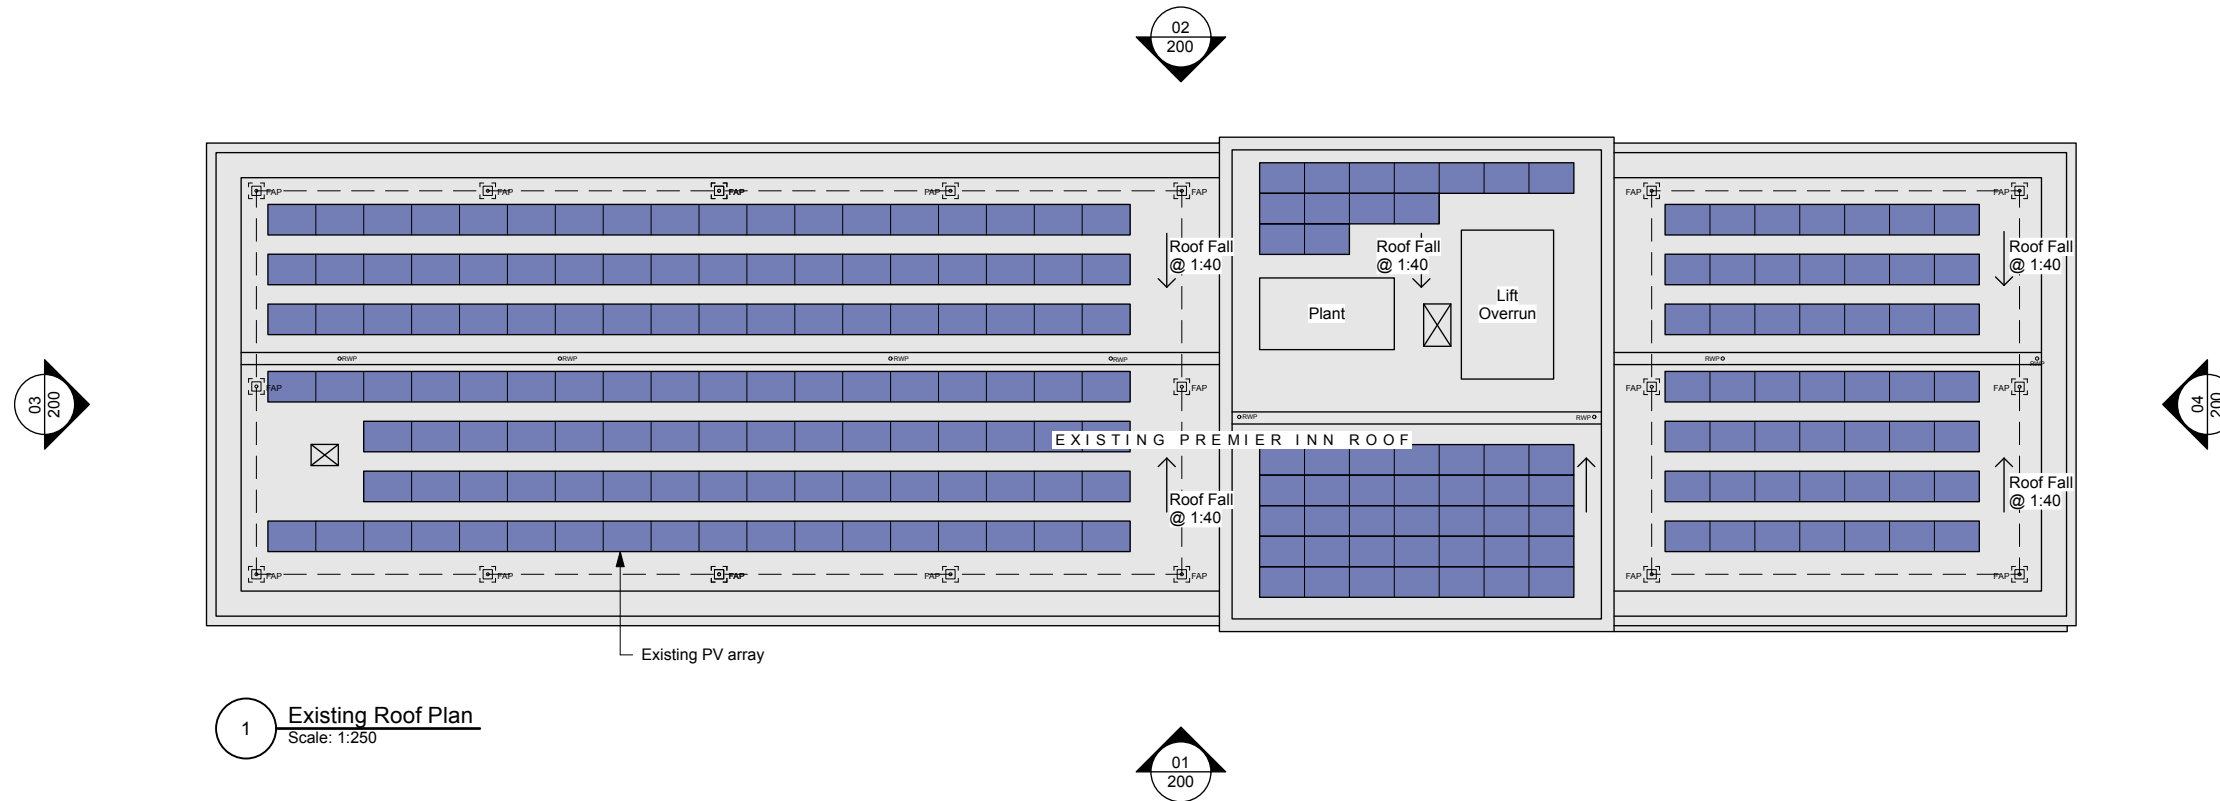 02
200
FAP
FAP
FAP
FAP
FAP
FAP
FAP
Roof Fall
@ 1:40
Roof Fall
@ 1:40
Roof Fall
@ 1:40
Plant
Lift
Overrun
RWP
RWP
RWP
RWP
RWP
RWP
03
200
FAP
FAP
FAP
FAP
04
200
RWP
RWP
EXISTING PREMIER INN ROOF
Roof Fall
@ 1:40
Roof Fall
@ 1:40
FAP
FAP
FAP
FAP
FAP
FAP
FAP
Existing PV array
1
Existing Roof Plan
Scale: 1:250
01
200